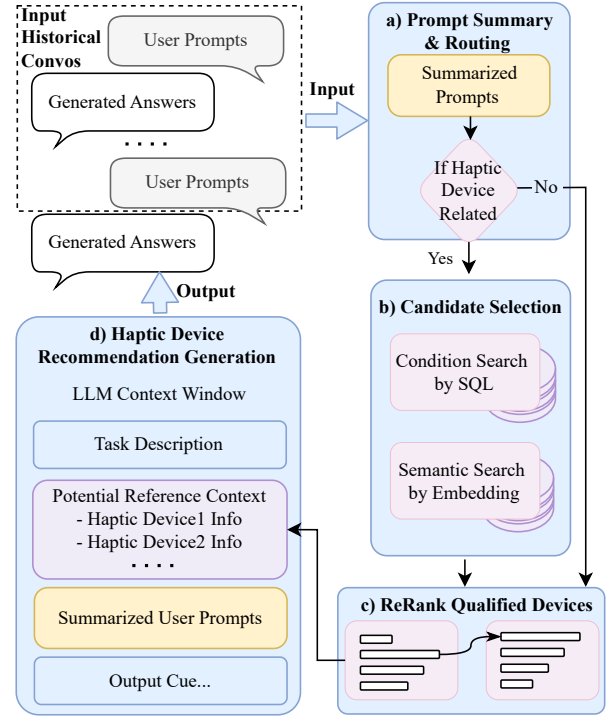 Input
Historical
Convos
User Prompts
Generated Answers
. . . .
User Prompts
Generated Answers
Input
a) Prompt Summary
& Routing
Summarized
Prompts
If Haptic
Device
Related
No
Yes
b) Candidate Selection
Condition Search
by SQL
Semantic Search
by Embedding
c) ReRank Qualified Devices
Output
d) Haptic Device
Recommendation Generation
LLM Context Window
Task Description
Potential Reference Context
- Haptic Device1 Info
- Haptic Device2 Info
. . . .
Summarized User Prompts
Output Cue...